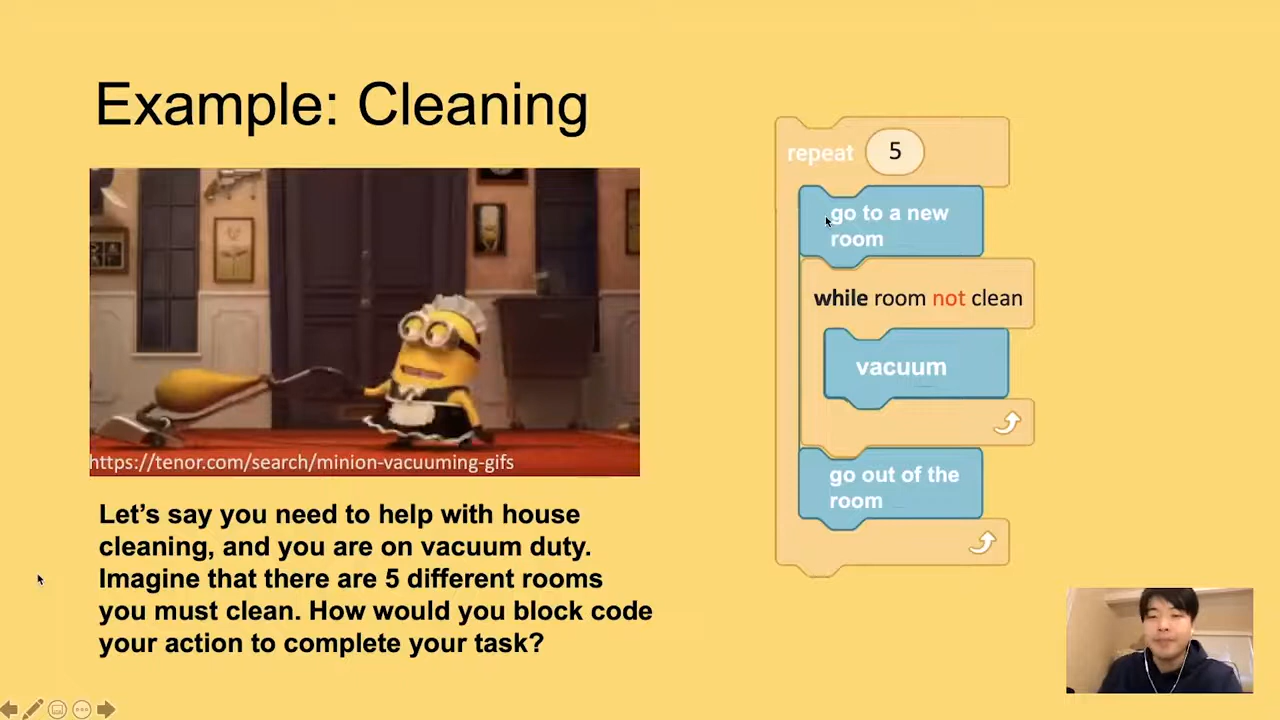 Example: Cleaning
https://tenor.com/search/minion-vacuuming-gifs
Let’s say you need to help with house
cleaning, and you are on vacuum duty.
Imagine that there are 5 different rooms
you must clean. How would you block code
your action to complete your task?
repeat 5
go to a new
room
while room not clean
vacuum
go out of the
room